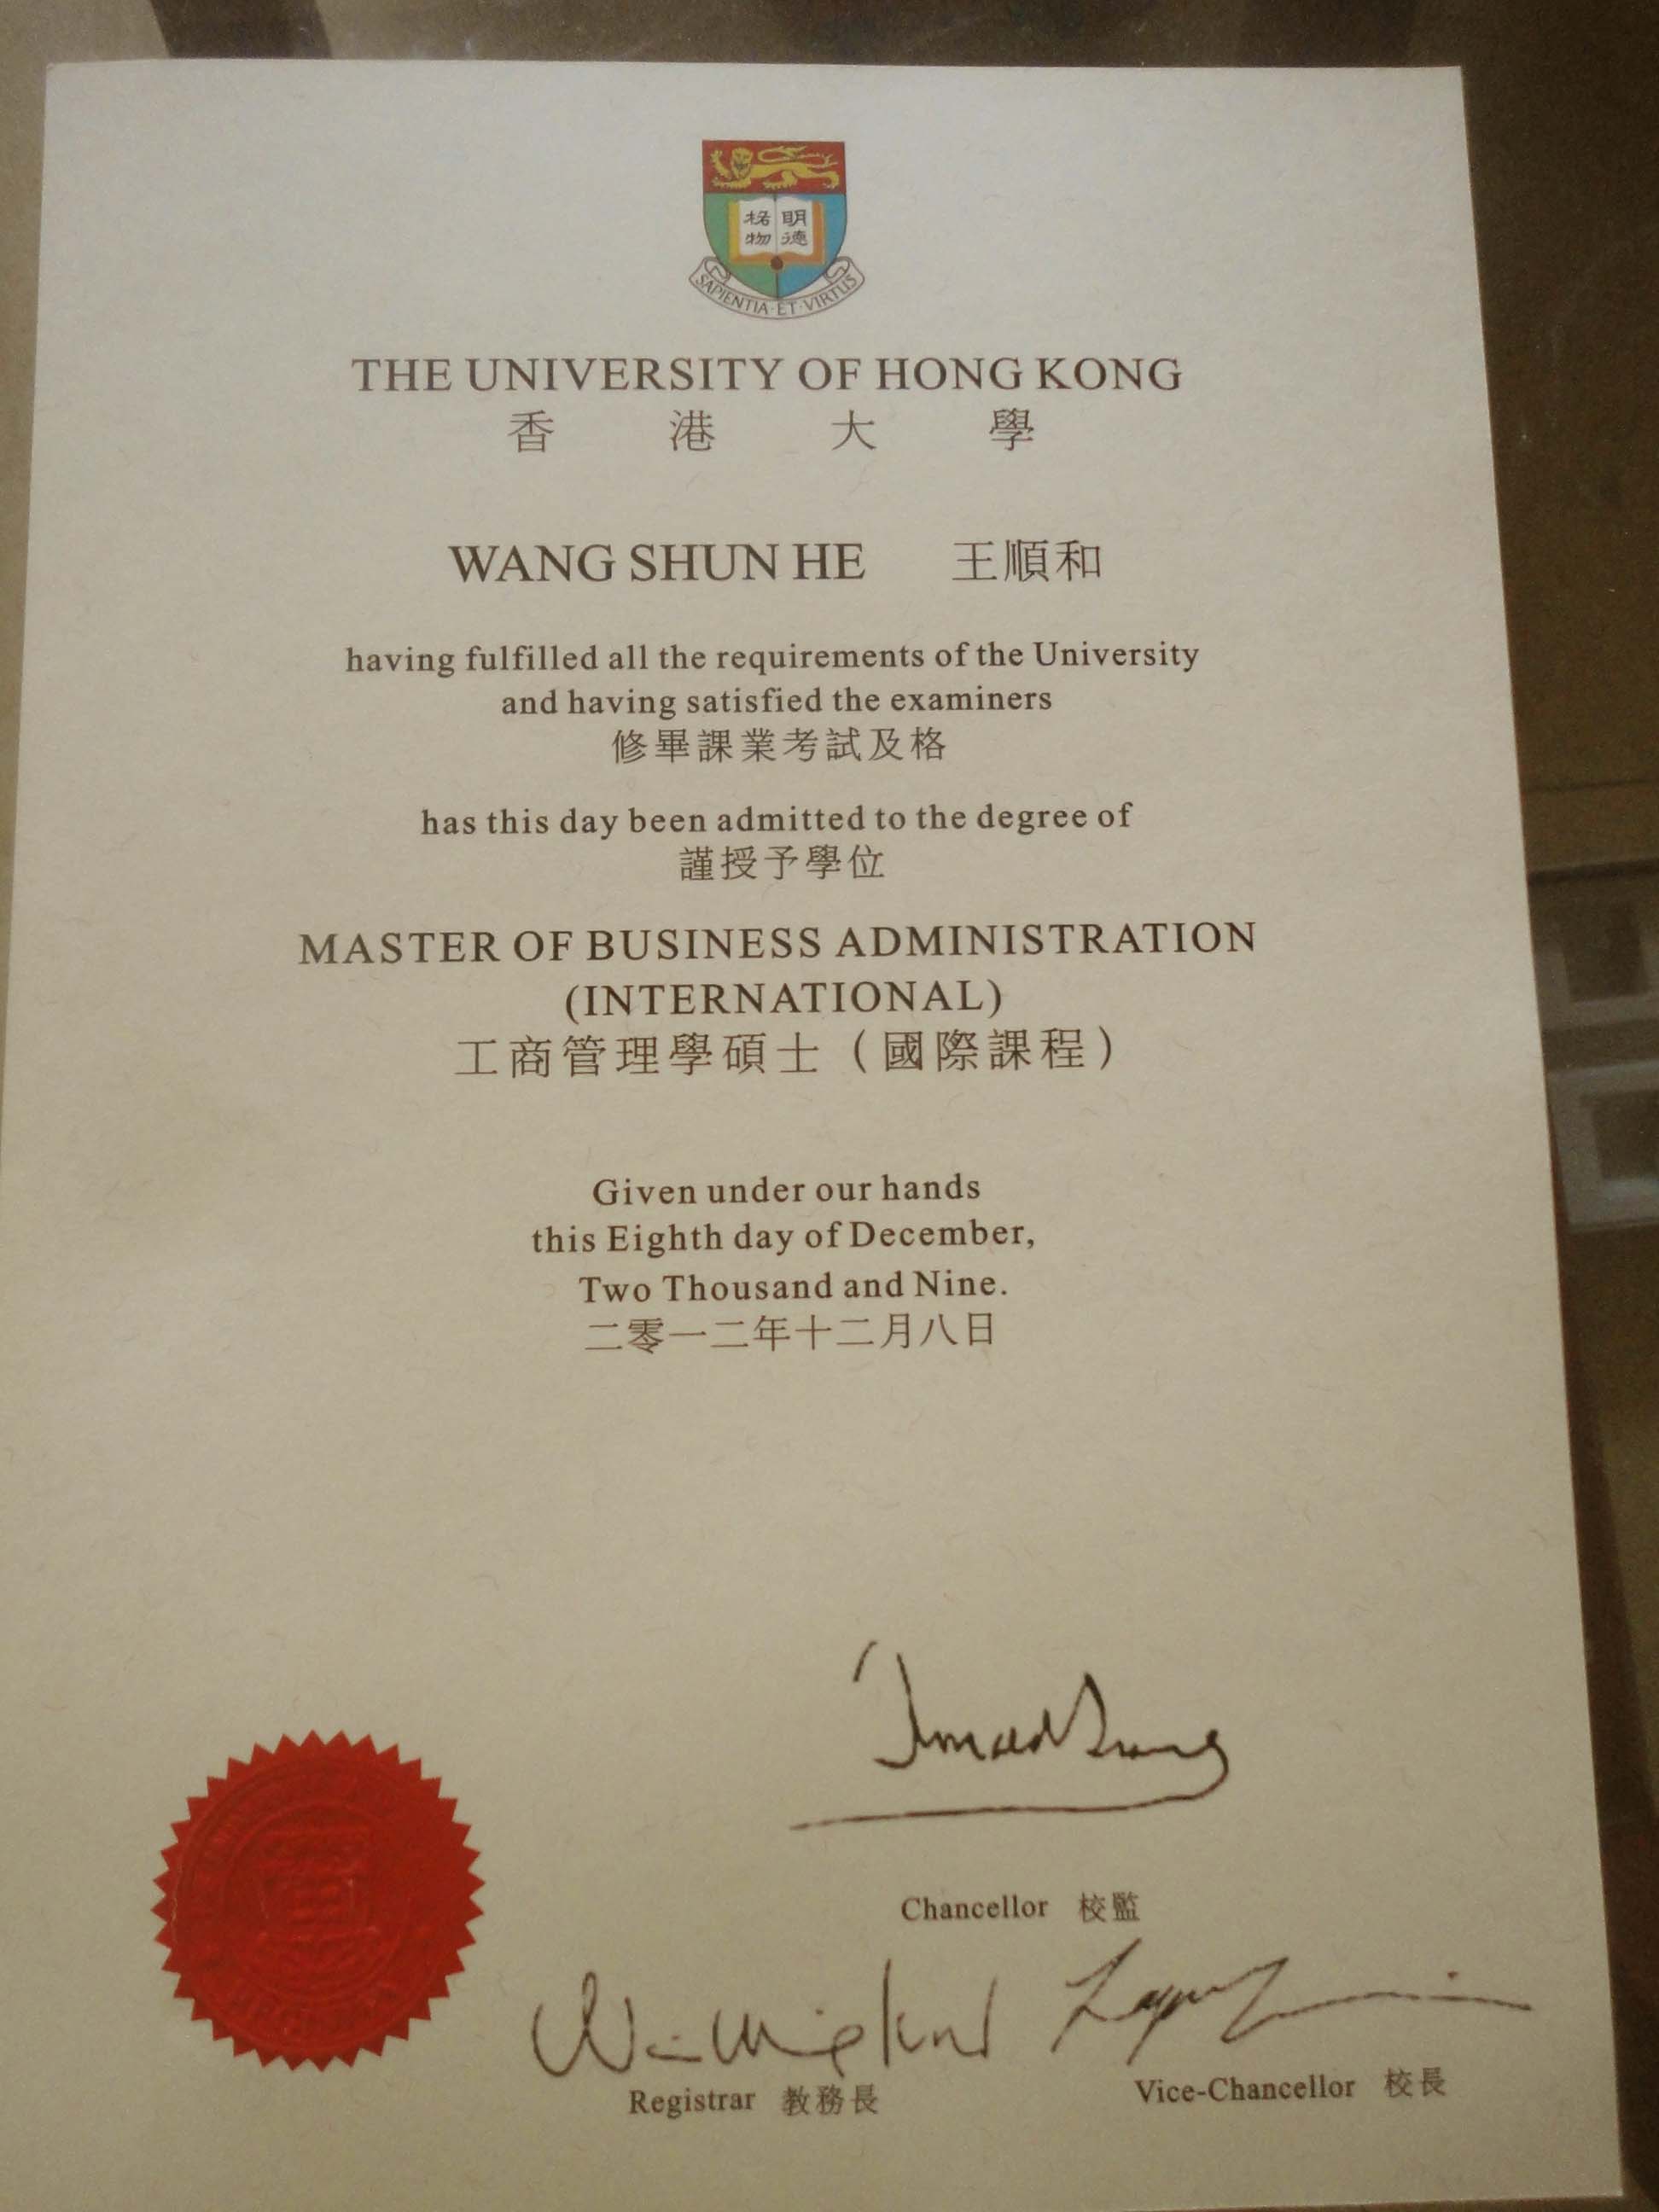 格物 明德
SAPIENTIA·ET·VIRTUS
THE UNIVERSITY OF HONG KONG
香港大學
WANG SHUN HE 王順和
having fulfilled all the requirements of the University
and having satisfied the examiners
修畢課業考試及格
has this day been admitted to the degree of
謹授予學位
MASTER OF BUSINESS ADMINISTRATION
(INTERNATIONAL)
工商管理學碩士（國際課程）
Given under our hands
this Eighth day of December,
Two Thousand and Nine.
二零一二年十二月八日
Chancellor 校監
Registrar 教務長
Vice-Chancellor 校長